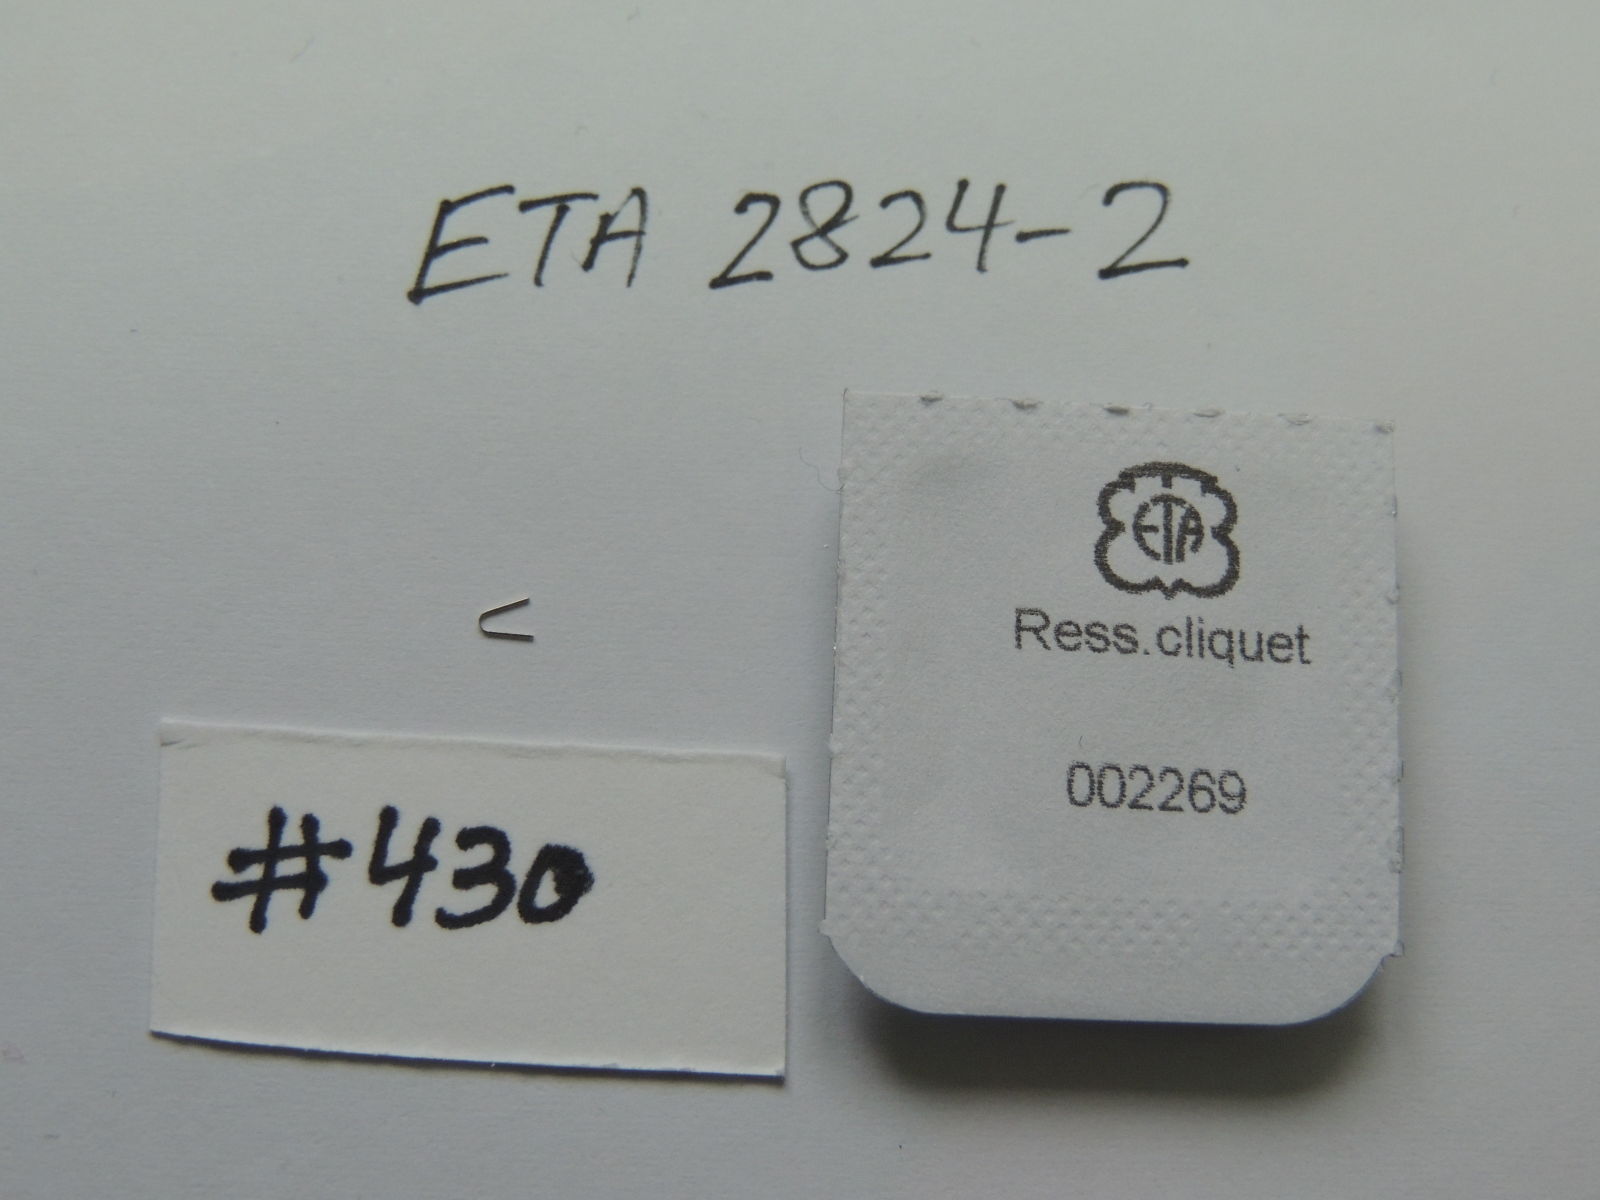 ETA 2824-2
ETA
Ress.cliquet
002269
#430